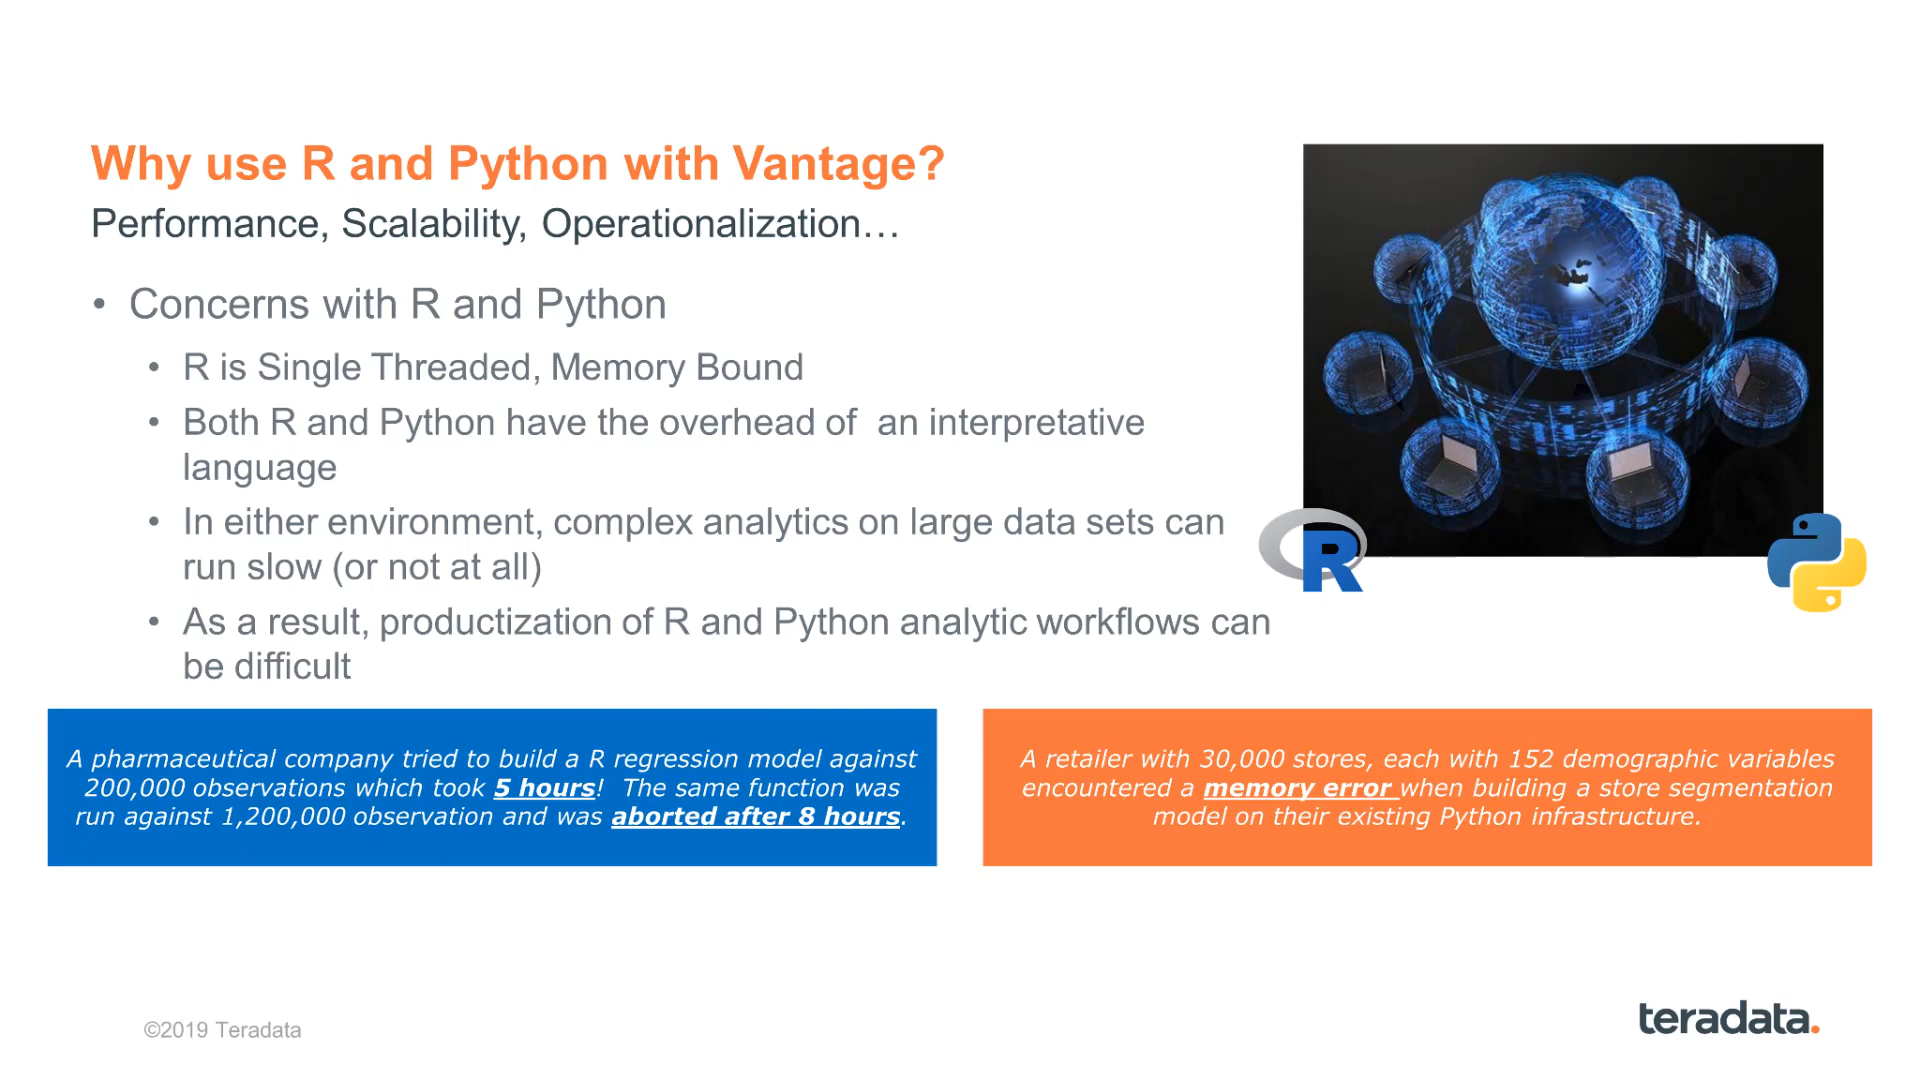 Why use R and Python with Vantage?
Performance, Scalability, Operationalization…
• Concerns with R and Python
• R is Single Threaded, Memory Bound
• Both R and Python have the overhead of  an interpretative
language
• In either environment, complex analytics on large data sets can
run slow (or not at all)
• As a result, productization of R and Python analytic workflows can
be difficult
R
A pharmaceutical company tried to build a R regression model against
200,000 observations which took 5 hours!  The same function was
run against 1,200,000 observation and was aborted after 8 hours.
A retailer with 30,000 stores, each with 152 demographic variables
encountered a memory error when building a store segmentation
model on their existing Python infrastructure.
©2019 Teradata
teradata.